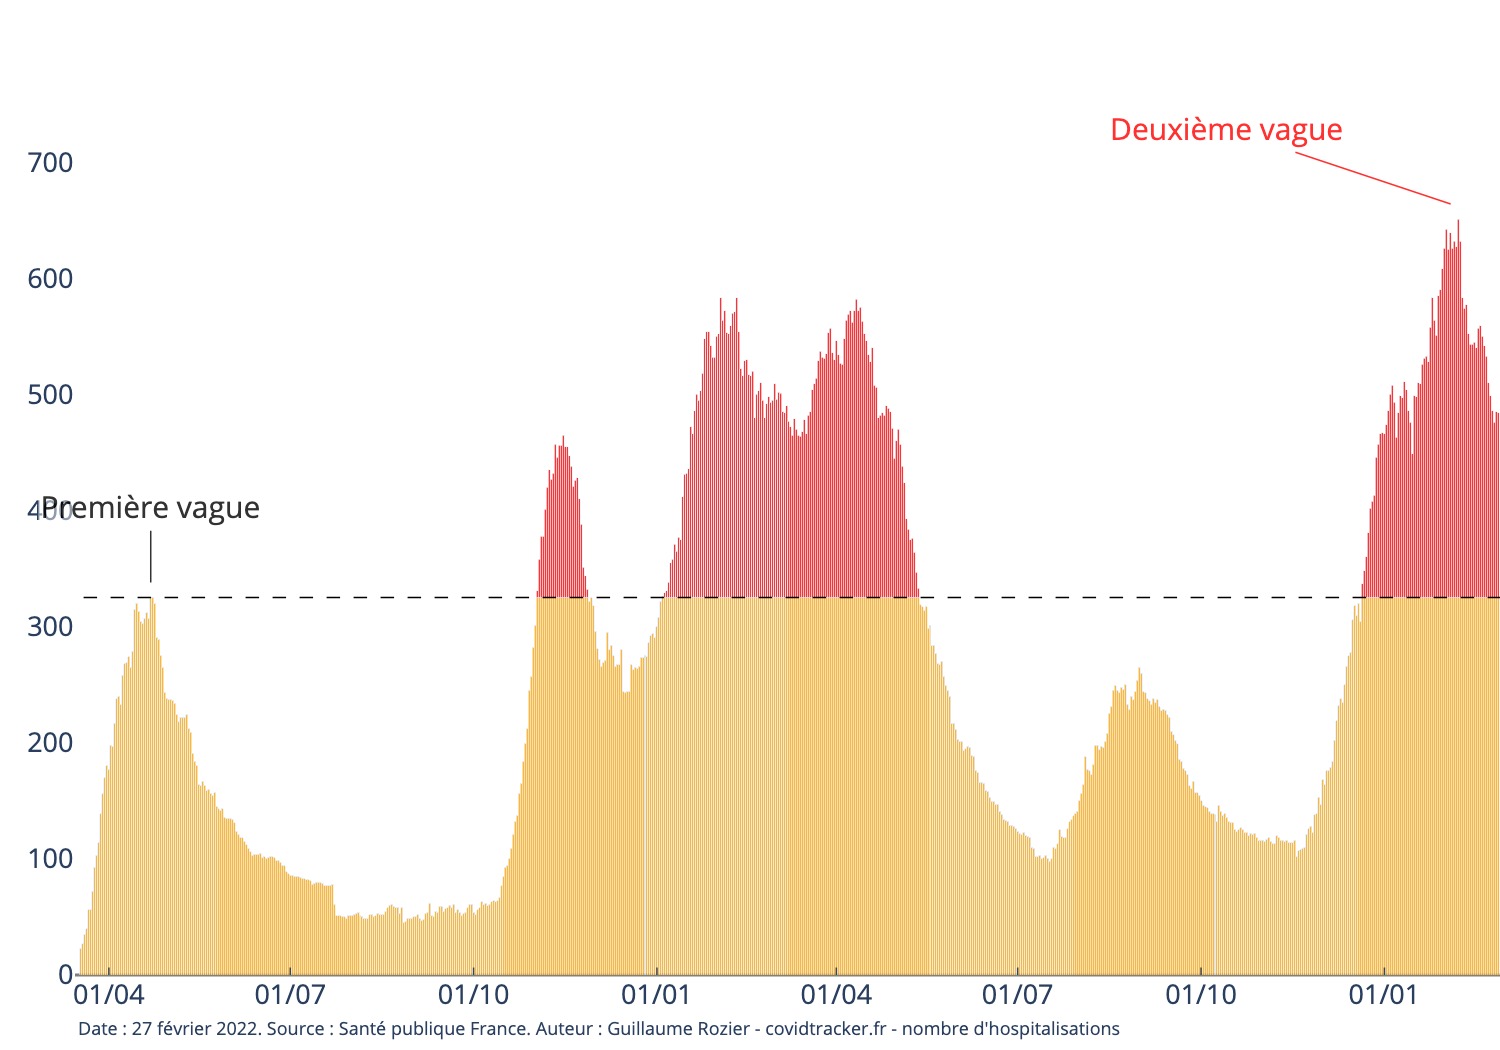 Deuxième vague
700
600
500
400
Première vague
300
200
100
0
01/04 01/07 01/10 01/01 01/04 01/07 01/10 01/01
Date : 27 février 2022. Source : Santé publique France. Auteur : Guillaume Rozier - covidtracker.fr - nombre d'hospitalisations